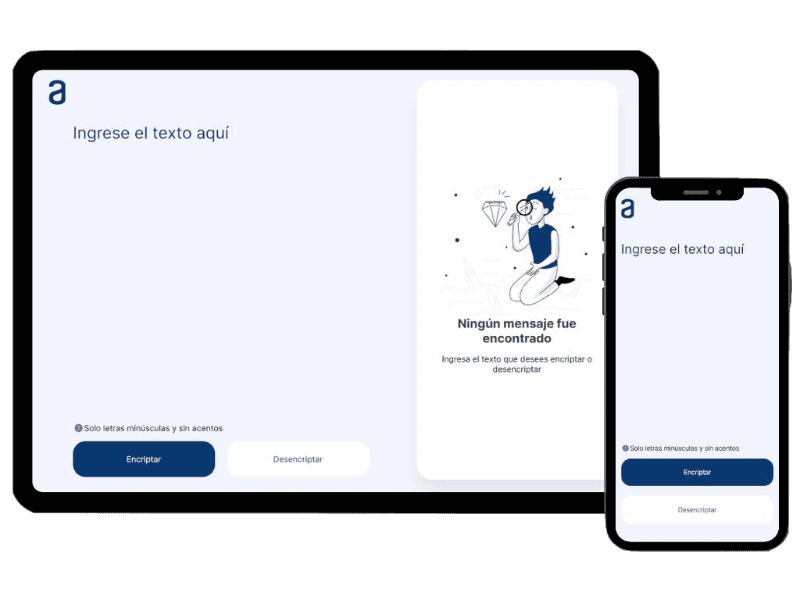 a
Ingrese el texto aquí
Ningún mensaje fue
encontrado
Ingresa el texto que desees encriptar o
desencriptar
Solo letras minúsculas y sin acentos
Encriptar
Desencriptar
a
Ingrese el texto aquí
Solo letras minúsculas y sin acentos
Encriptar
Desencriptar